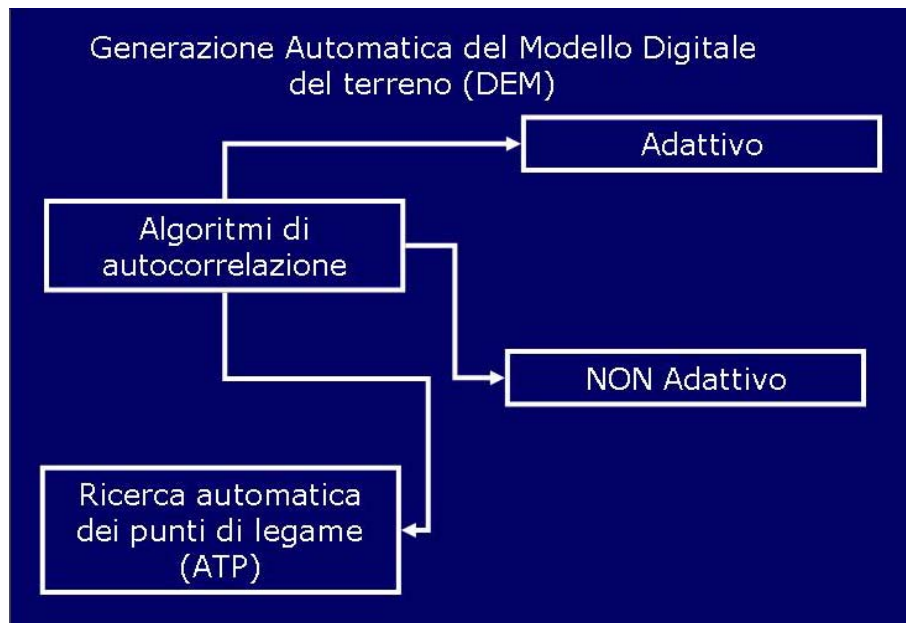 Generazione Automatica del Modello Digitale
del terreno (DEM)
Adattivo
Algoritmi di
autocorrelazione
NON Adattivo
Ricerca automatica
dei punti di legame
(ATP)